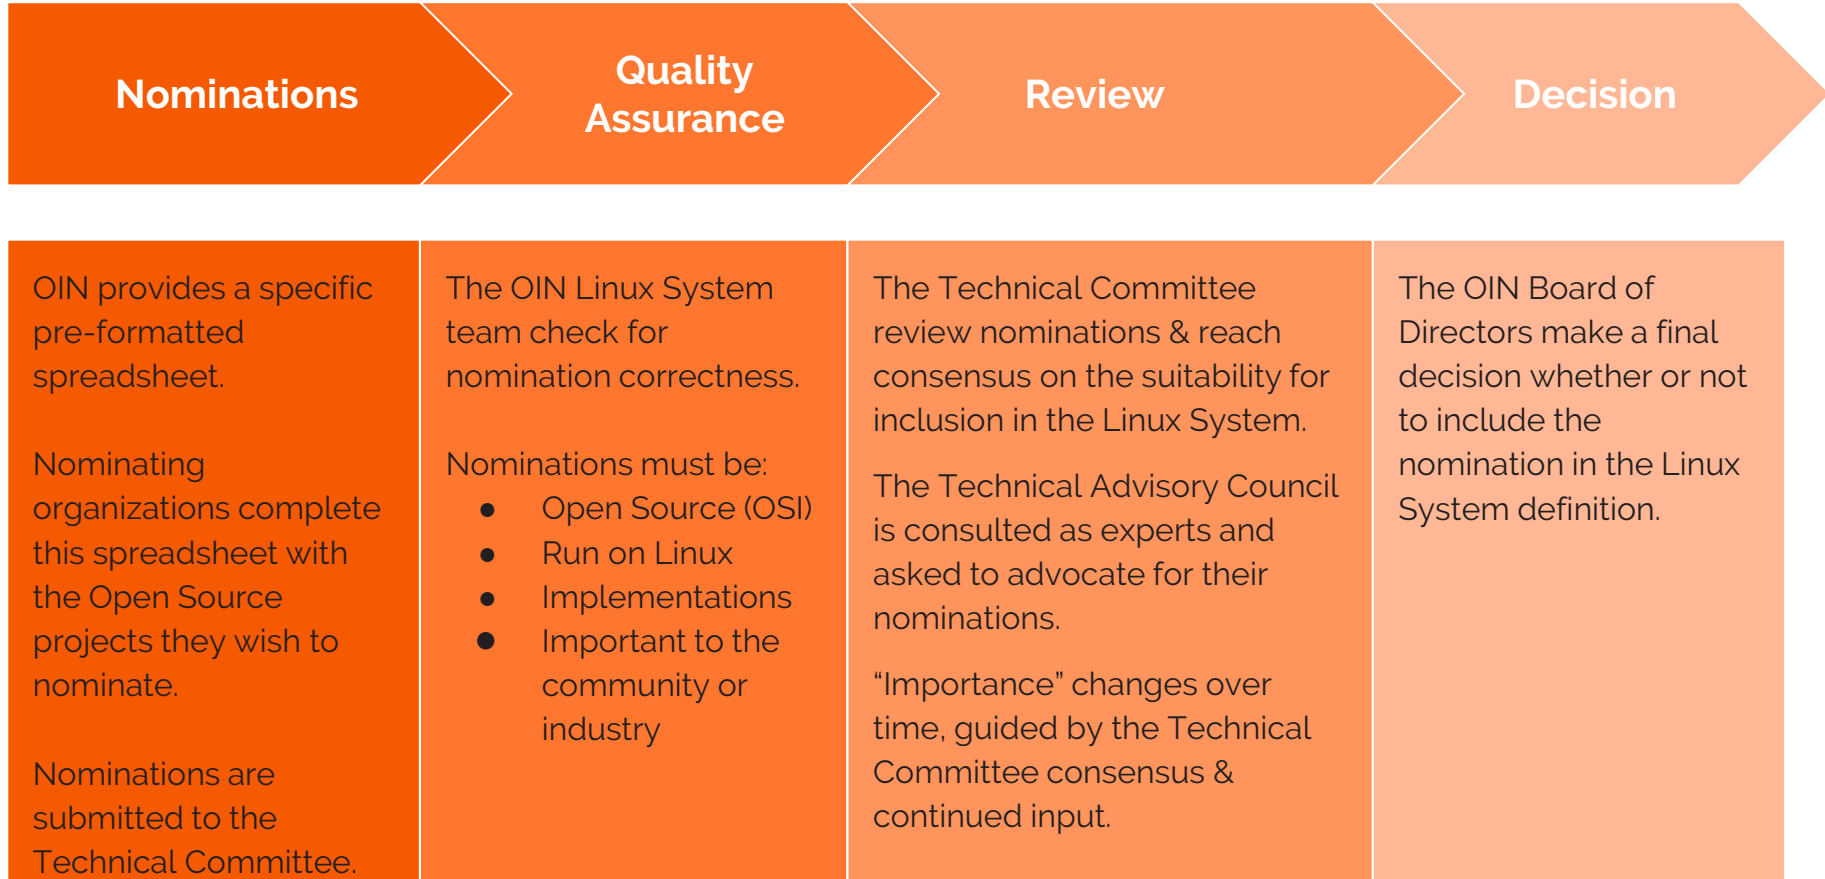 Nominations
Quality
Assurance
Review
Decision
OIN provides a specific
pre-formatted
spreadsheet.
Nominating
organizations complete
this spreadsheet with
the Open Source
projects they wish to
nominate.
Nominations are
submitted to the
Technical Committee.
The OIN Linux System
team check for
nomination correctness.
Nominations must be:
● Open Source (OSI)
● Run on Linux
● Implementations
● Important to the
community or
industry
The Technical Committee
review nominations & reach
consensus on the suitability for
inclusion in the Linux System.
The Technical Advisory Council
is consulted as experts and
asked to advocate for their
nominations.
“Importance” changes over
time, guided by the Technical
Committee consensus &
continued input.
The OIN Board of
Directors make a final
decision whether or not
to include the
nomination in the Linux
System definition.